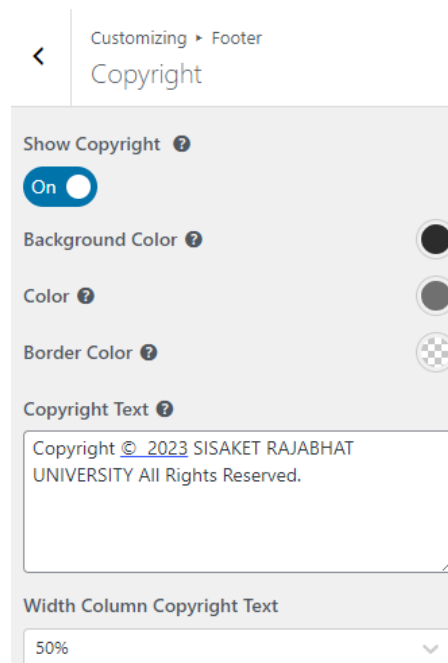 Customizing ▸ Footer
Copyright
Show Copyright
On
Background Color
Color
Border Color
Copyright Text
Copyright ©  2023 SISAKET RAJABHAT
UNIVERSITY All Rights Reserved.
Width Column Copyright Text
50%